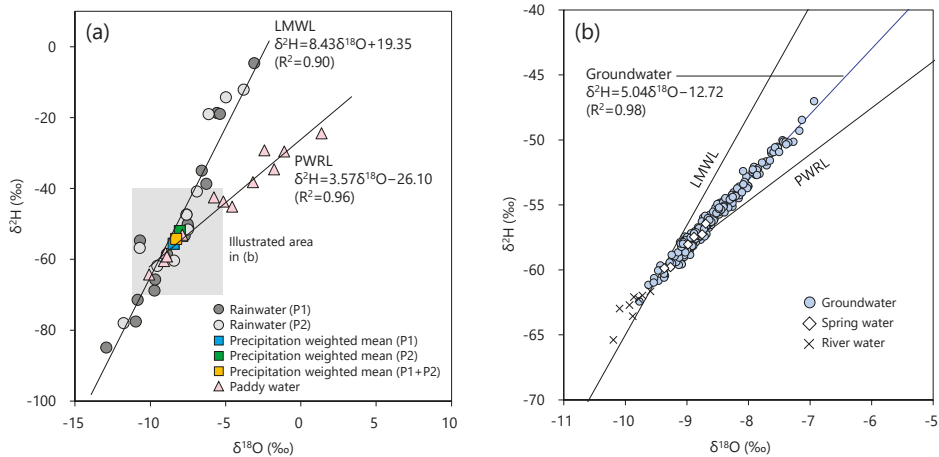 (a)
LMWL
δ²H=8.43δ¹⁸O+19.35
(R²=0.90)
PWRL
δ²H=3.57δ¹⁸O−26.10
(R²=0.96)
Illustrated area
in (b)
Rainwater (P1)
Rainwater (P2)
Precipitation weighted mean (P1)
Precipitation weighted mean (P2)
Precipitation weighted mean (P1+P2)
Paddy water
0
-20
-40
-60
-80
-100
δ²H (‰)
-15
-10
-5
0
5
10
δ¹⁸O (‰)
(b)
Groundwater
δ²H=5.04δ¹⁸O−12.72
(R²=0.98)
LMWL
PWRL
Groundwater
Spring water
River water
-40
-45
-50
-55
-60
-65
-70
δ²H (‰)
-11
-10
-9
-8
-7
-6
-5
δ¹⁸O (‰)